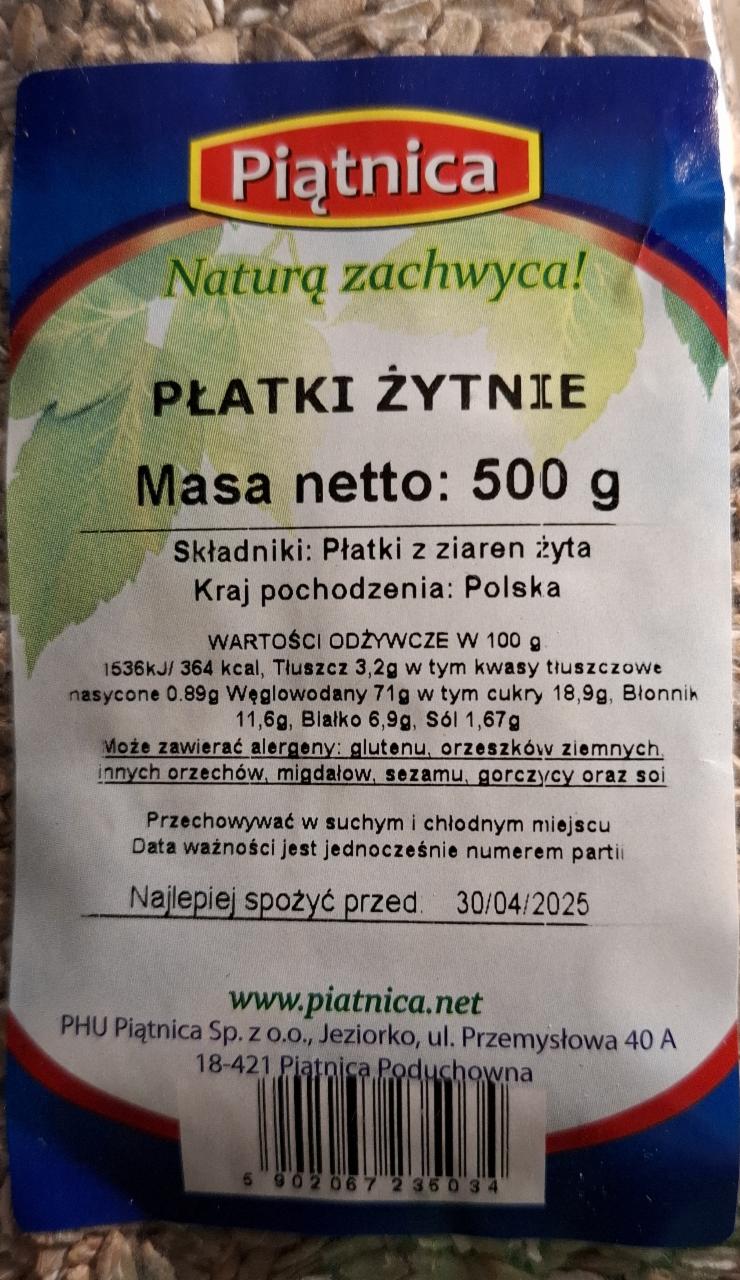 Piątnica
Naturą zachwyca!
PŁATKI ŻYTNIE
Masa netto: 500 g
Składniki: Płatki z ziaren żyta
Kraj pochodzenia: Polska
WARTOŚCI ODŻYWCZE W 100 g
1536kJ/ 364 kcal, Tłuszcz 3,2g w tym kwasy tłuszczowe
nasycone 0.89g Węglowodany 71g w tym cukry 18,9g, Błonnik
11,6g, Białko 6,9g, Sól 1,67g
Może zawierać alergeny: glutenu, orzeszków ziemnych,
innych orzechów, migdałow, sezamu, gorczycy oraz soi
Przechowywać w suchym i chłodnym miejscu
Data ważności jest jednocześnie numerem partii
Najlepiej spożyć przed: 30/04/2025
www.piatnica.net
PHU Piątnica Sp. z o.o., Jeziorko, ul. Przemysłowa 40 A
18-421 Piątnica Poduchowna
5 902067 236034